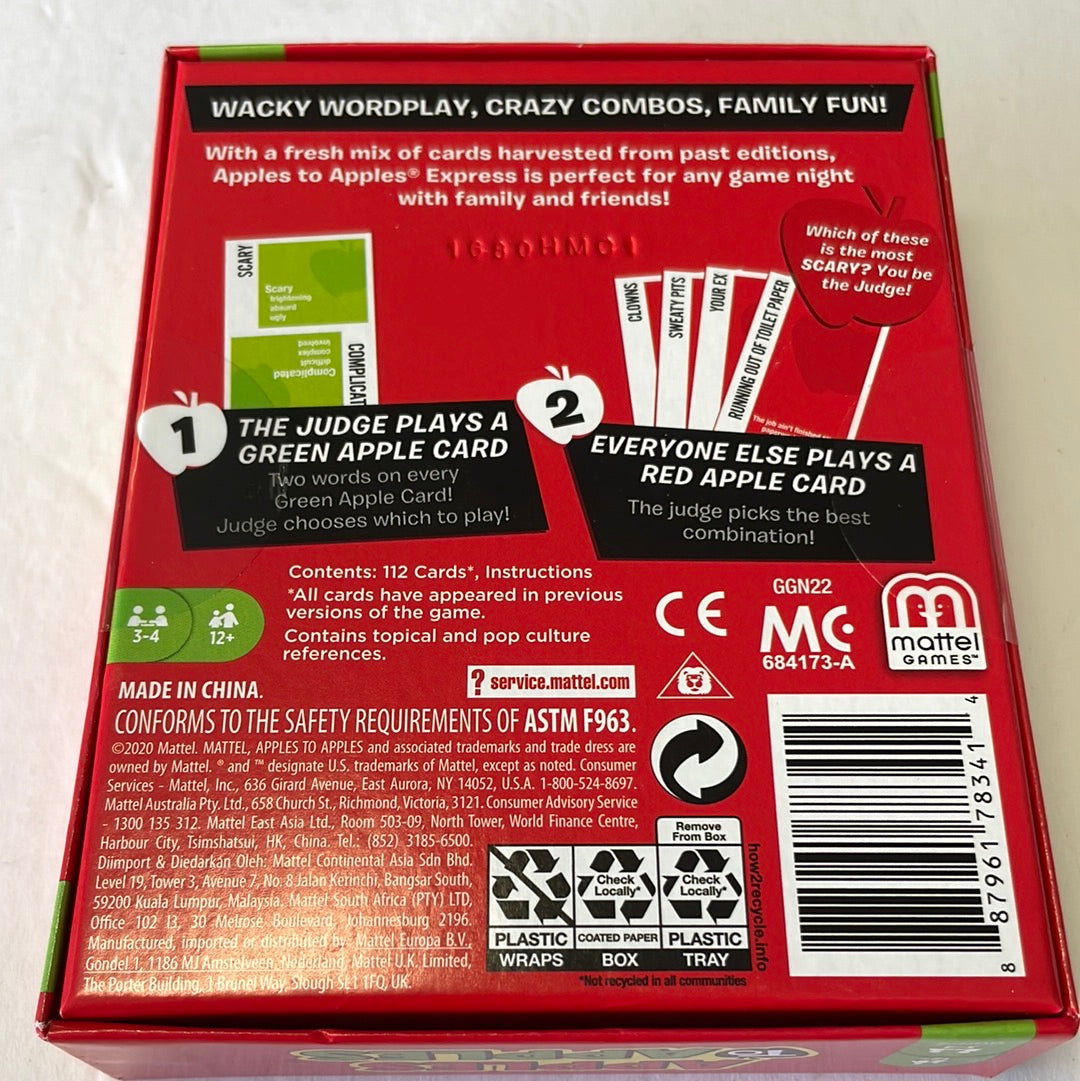 WACKY WORDPLAY, CRAZY COMBOS, FAMILY FUN!
With a fresh mix of cards harvested from past editions,
Apples to Apples® Express is perfect for any game night
with family and friends!
1680HMC1
Which of these
is the most
SCARY? You be
the Judge!
SCARY
Scary
frightening
absurd
ugly
COMPLICAT
Complicated
difficult
complex
involved
CLOWNS
SWEATY PITS
YOUR EX
RUNNING OUT OF TOILET PAPER
The job ain't finished
1
THE JUDGE PLAYS A
GREEN APPLE CARD
Two words on every
Green Apple Card!
Judge chooses which to play!
2
EVERYONE ELSE PLAYS A
RED APPLE CARD
The judge picks the best
combination!
Contents: 112 Cards*, Instructions
*All cards have appeared in previous
versions of the game.
Contains topical and pop culture
references.
3-4
12+
CE
GGN22
MC
684173-A
mattel
GAMES™
MADE IN CHINA.
? service.mattel.com
CONFORMS TO THE SAFETY REQUIREMENTS OF ASTM F963.
©2020 Mattel. MATTEL, APPLES TO APPLES and associated trademarks and trade dress are
owned by Mattel. ® and ™ designate U.S. trademarks of Mattel, except as noted. Consumer
Services - Mattel, Inc., 636 Girard Avenue, East Aurora, NY 14052, U.S.A. 1-800-524-8697.
Mattel Australia Pty. Ltd., 658 Church St., Richmond, Victoria, 3121. Consumer Advisory Service
- 1300 135 312. Mattel East Asia Ltd., Room 503-09, North Tower, World Finance Centre,
Harbour City, Tsimshatsui, HK, China. Tel.: (852) 3185-6500.
Diimport & Diedarkan Oleh: Mattel Continental Asia Sdn Bhd.
Level 19, Tower 3, Avenue 7, No. 8 Jalan Kerinchi, Bangsar South,
59200 Kuala Lumpur, Malaysia. Mattel South Africa (PTY) LTD,
Office 102 I3, 30 Melrose Boulevard, Johannesburg 2196.
Manufactured, imported or distributed by: Mattel Europa B.V.,
Gondel 1, 1186 MJ Amstelveen, Nederland. Mattel U.K. Limited,
The Porter Building, 1 Brunel Way, Slough SL1 1FQ, UK.
Remove
From Box
Check
Locally*
Check
Locally*
PLASTIC
COATED PAPER
PLASTIC
WRAPS
BOX
TRAY
*Not recycled in all communities
how2recycle.info
8 87961 78341 4
TO
APPLES